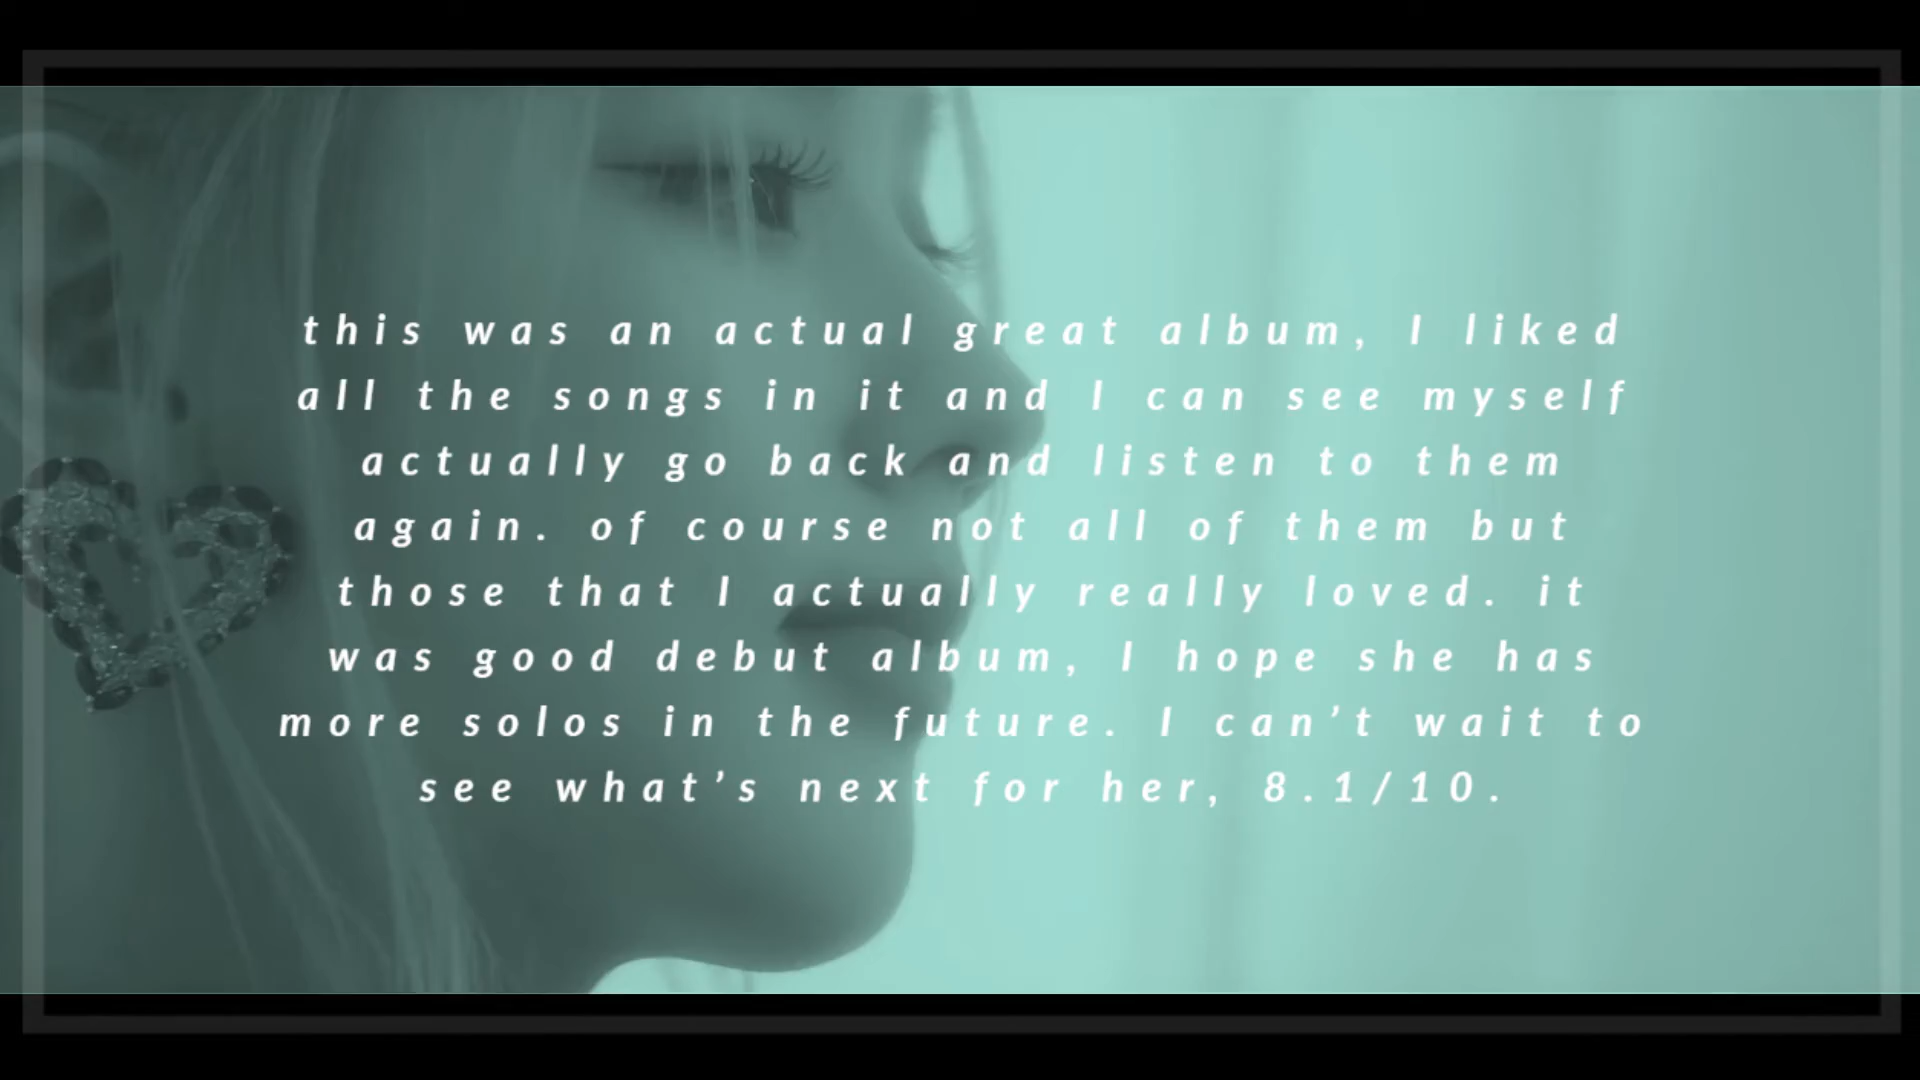 this was an actual great album, I liked
all the songs in it and I can see myself
actually go back and listen to them
again. of course not all of them but
those that I actually really loved. it
was good debut album, I hope she has
more solos in the future. I can’t wait to
see what’s next for her, 8.1/10.